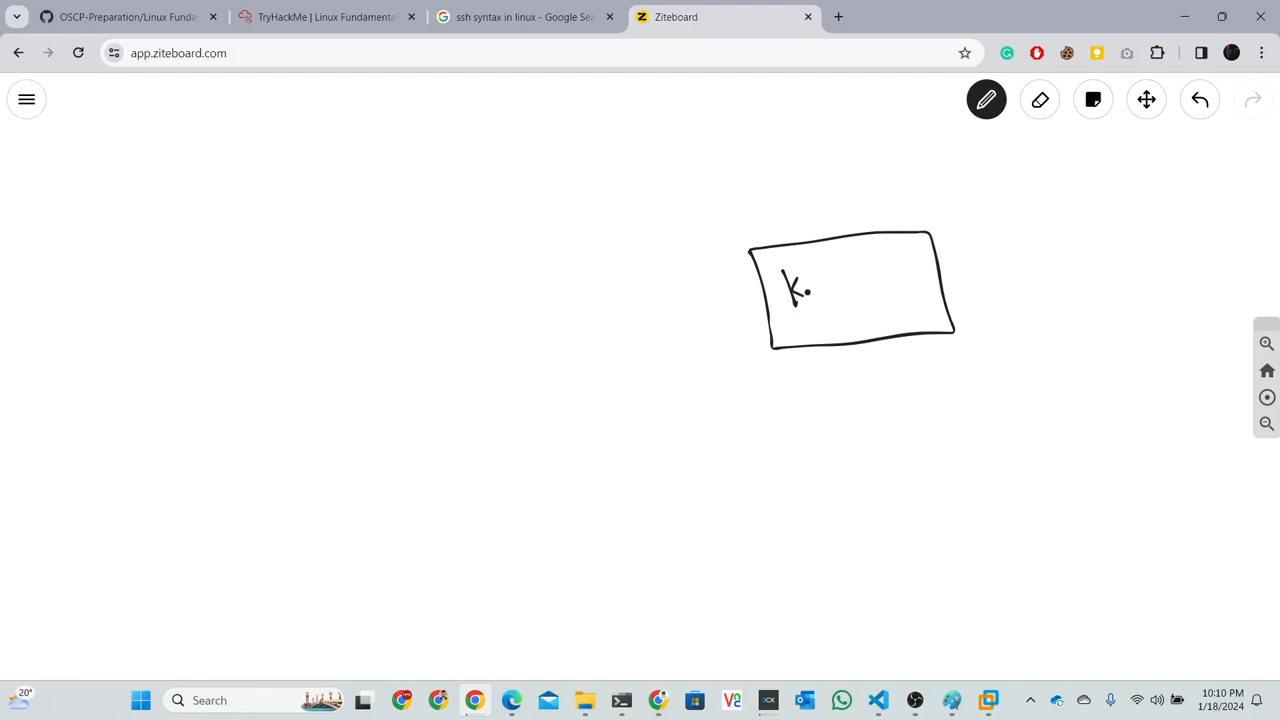 OSCP-Preparation/Linux Funda
TryHackMe | Linux Fundamenta
ssh syntax in linux - Google Sea
Ziteboard
app.ziteboard.com
K.
20°
Search
10:10 PM
1/18/2024